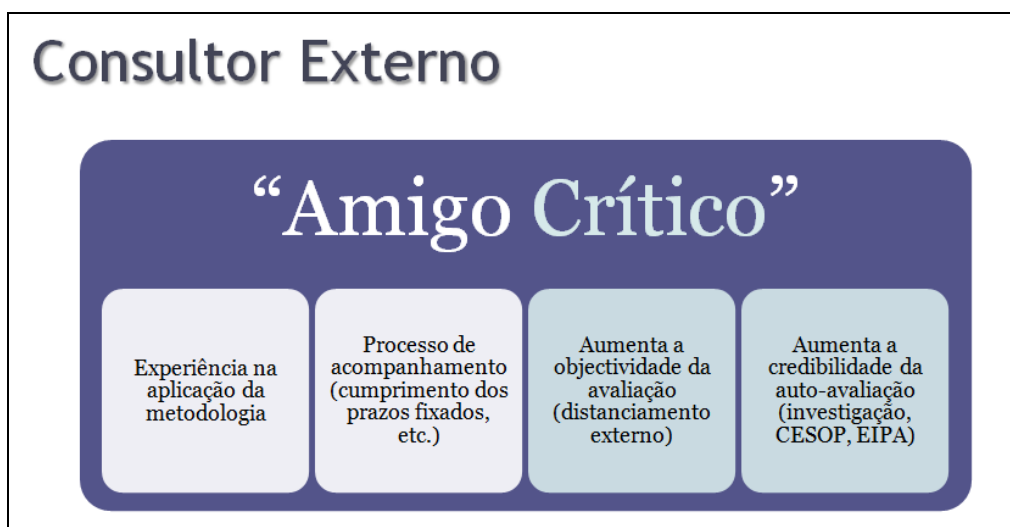 Consultor Externo
“Amigo Crítico”
Experiência na
aplicação da
metodologia
Processo de
acompanhamento
(cumprimento dos
prazos fixados,
etc.)
Aumenta a
objectividade da
avaliação
(distanciamento
externo)
Aumenta a
credibilidade da
auto-avaliação
(investigação,
CESOP, EIPA)